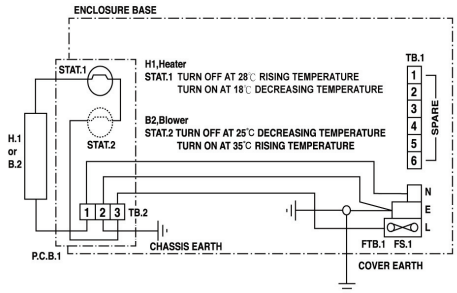 ENCLOSURE BASE
H1,Heater
STAT.1 TURN OFF AT 28℃ RISING TEMPERATURE
TURN ON AT 18℃ DECREASING TEMPERATURE
B2,Blower
STAT.2 TURN OFF AT 25℃ DECREASING TEMPERATURE
TURN ON AT 35℃ RISING TEMPERATURE
STAT.1
STAT.2
H.1
or
B.2
1 2 3
TB.2
P.C.B.1
CHASSIS EARTH
TB.1
1
2
3
4
5
6
SPARE
N
E
L
FTB.1 FS.1
COVER EARTH